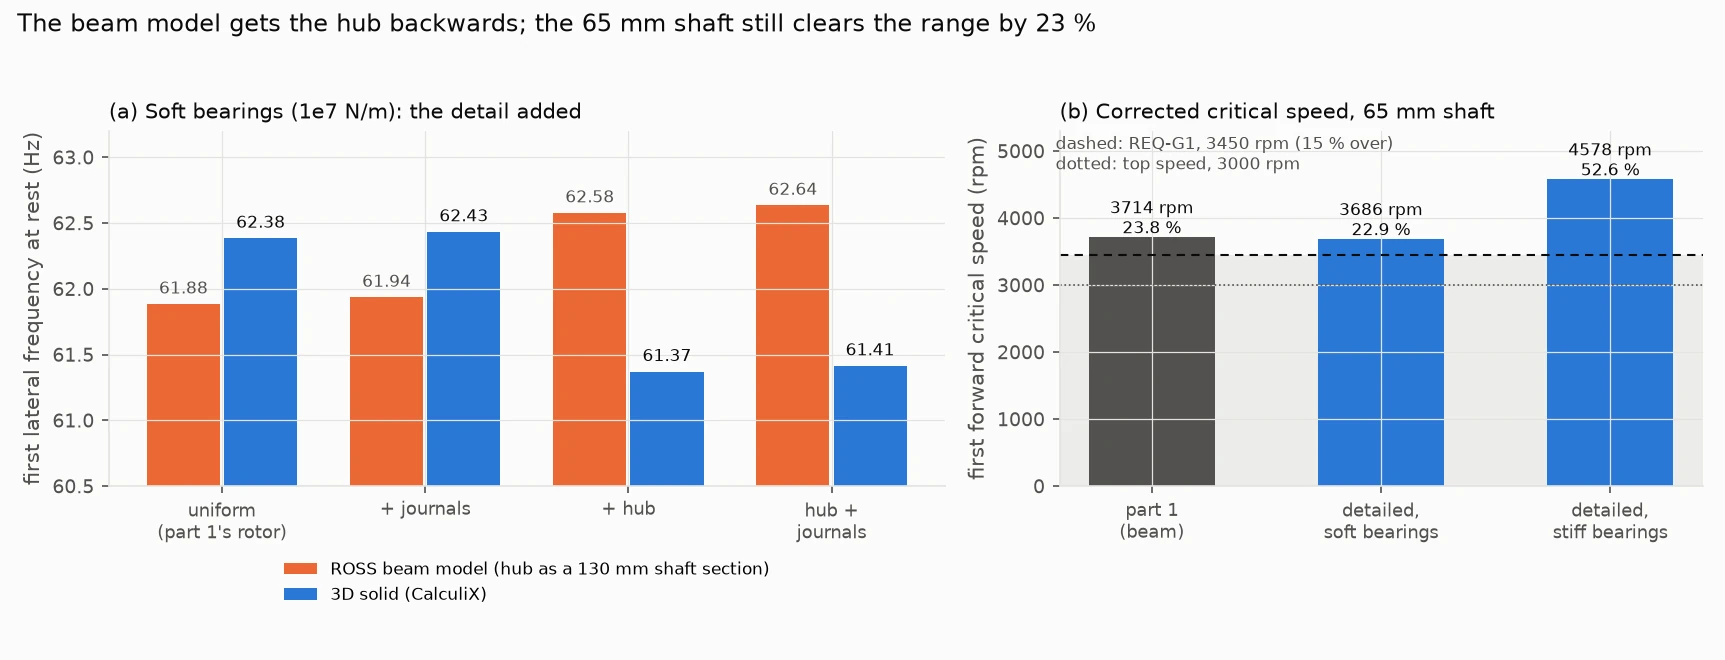 The beam model gets the hub backwards; the 65 mm shaft still clears the range by 23 %
(a) Soft bearings (1e7 N/m): the detail added
first lateral frequency at rest (Hz)
63.0
62.5
62.0
61.5
61.0
60.5
61.88
62.38
61.94
62.43
62.58
61.37
62.64
61.41
uniform
(part 1's rotor)
+ journals
+ hub
hub +
journals
ROSS beam model (hub as a 130 mm shaft section)
3D solid (CalculiX)
(b) Corrected critical speed, 65 mm shaft
first forward critical speed (rpm)
5000
4000
3000
2000
1000
0
dashed: REQ-G1, 3450 rpm (15 % over)
dotted: top speed, 3000 rpm
3714 rpm
23.8 %
3686 rpm
22.9 %
4578 rpm
52.6 %
part 1
(beam)
detailed,
soft bearings
detailed,
stiff bearings